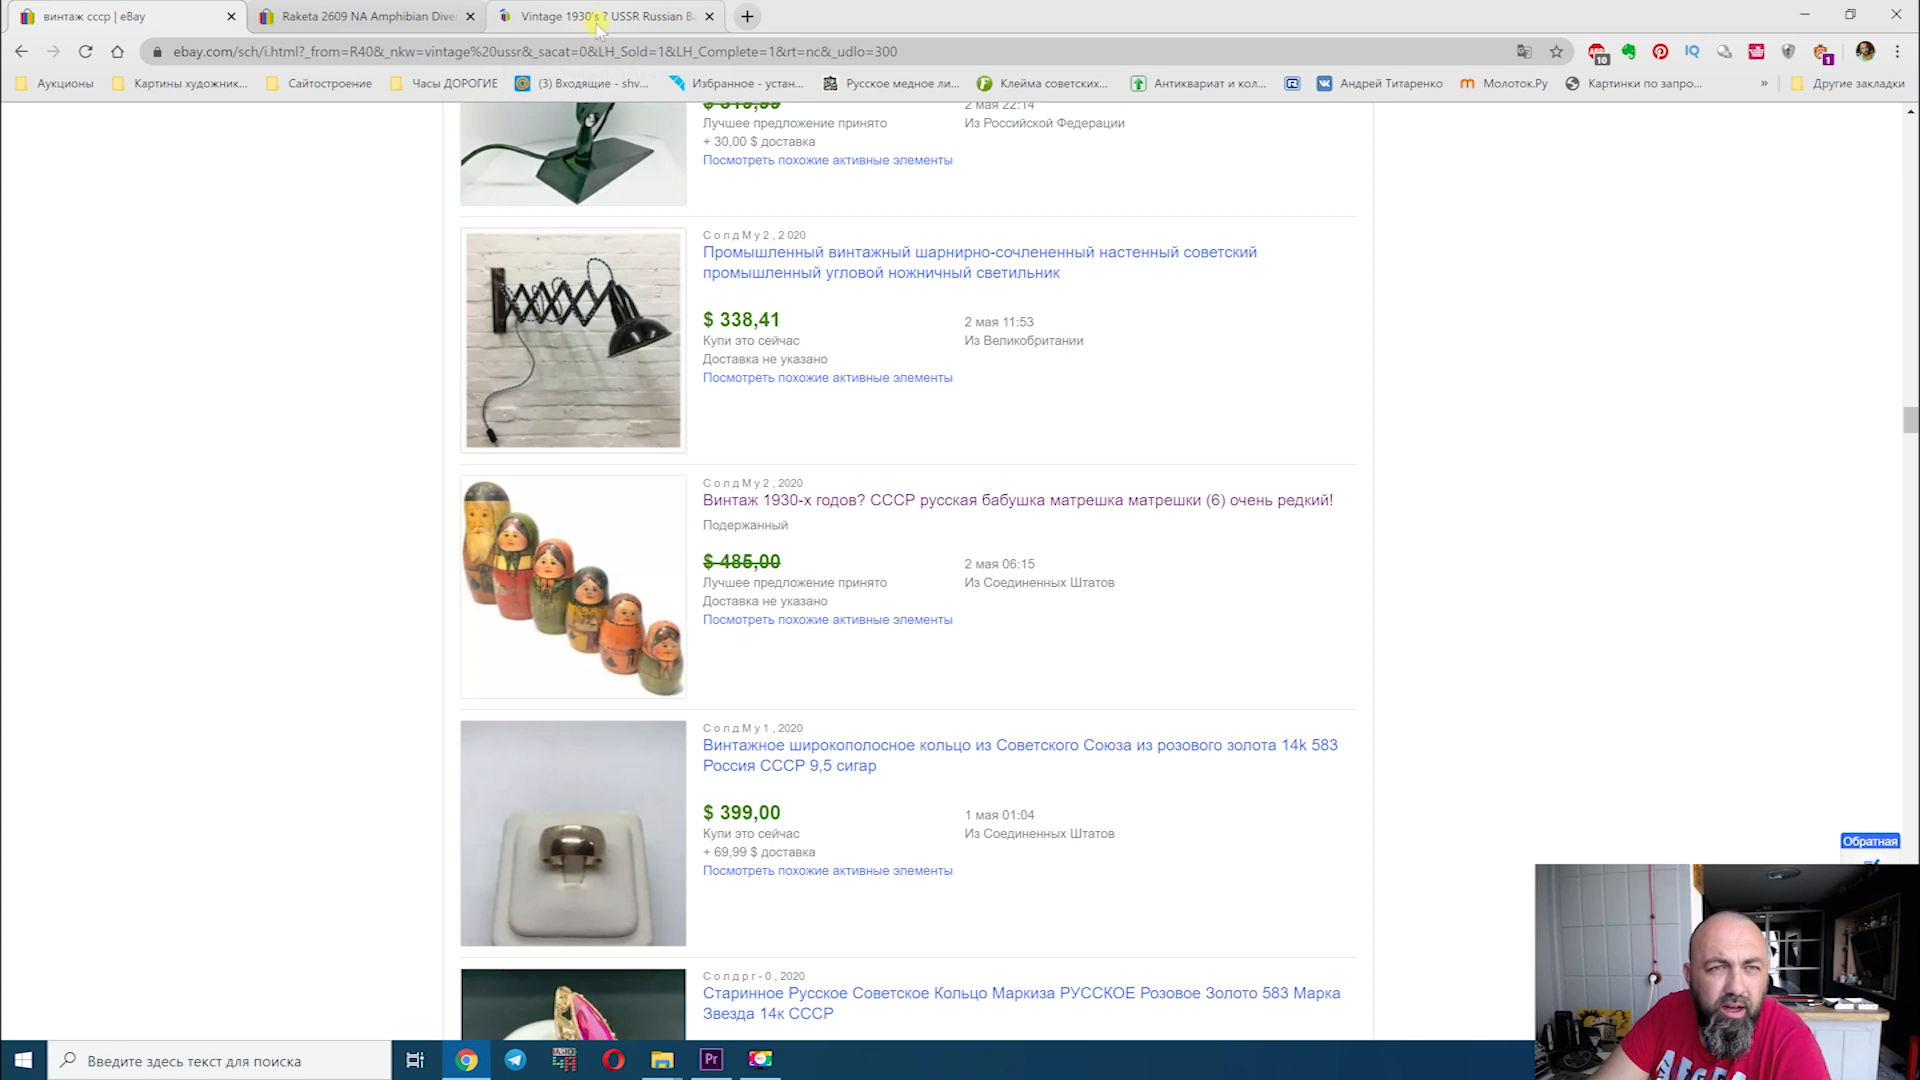 винтаж ссср | eBay
Raketa 2609 NA Amphibian Dive
Vintage 1930's ? USSR Russian B
ebay.com/sch/i.html?_from=R40&_nkw=vintage%20ussr&_sacat=0&LH_Sold=1&LH_Complete=1&rt=nc&_udlo=300
10
1
Аукционы
Картины художник...
Сайтостроение
Часы ДОРОГИЕ
(3) Входящие - shv...
Избранное - устан...
Русское медное ли...
Клейма советских...
Антиквариат и кол...
Андрей Титаренко
Молоток.Ру
Картинки по запро...
»
Другие закладки
$ 319,99
2 мая 22:14
Лучшее предложение принято
Из Российской Федерации
+ 30,00 $ доставка
Посмотреть похожие активные элементы
С о л д М у 2 , 2 020
Промышленный винтажный шарнирно-сочлененный настенный советский
промышленный угловой ножничный светильник
$ 338,41
2 мая 11:53
Купи это сейчас
Из Великобритании
Доставка не указано
Посмотреть похожие активные элементы
С о л д М у 2 , 2020
Винтаж 1930-х годов? СССР русская бабушка матрешка матрешки (6) очень редкий!
Подержанный
$ 485,00
2 мая 06:15
Лучшее предложение принято
Из Соединенных Штатов
Доставка не указано
Посмотреть похожие активные элементы
С о л д М у 1 , 2020
Винтажное широкополосное кольцо из Советского Союза из розового золота 14k 583
Россия СССР 9,5 сигар
$ 399,00
1 мая 01:04
Купи это сейчас
Из Соединенных Штатов
+ 69,99 $ доставка
Посмотреть похожие активные элементы
С о л д р г - 0 , 2020
Старинное Русское Советское Кольцо Маркиза РУССКОЕ Розовое Золото 583 Марка
Звезда 14к СССР
Обратная
Введите здесь текст для поиска
Pr